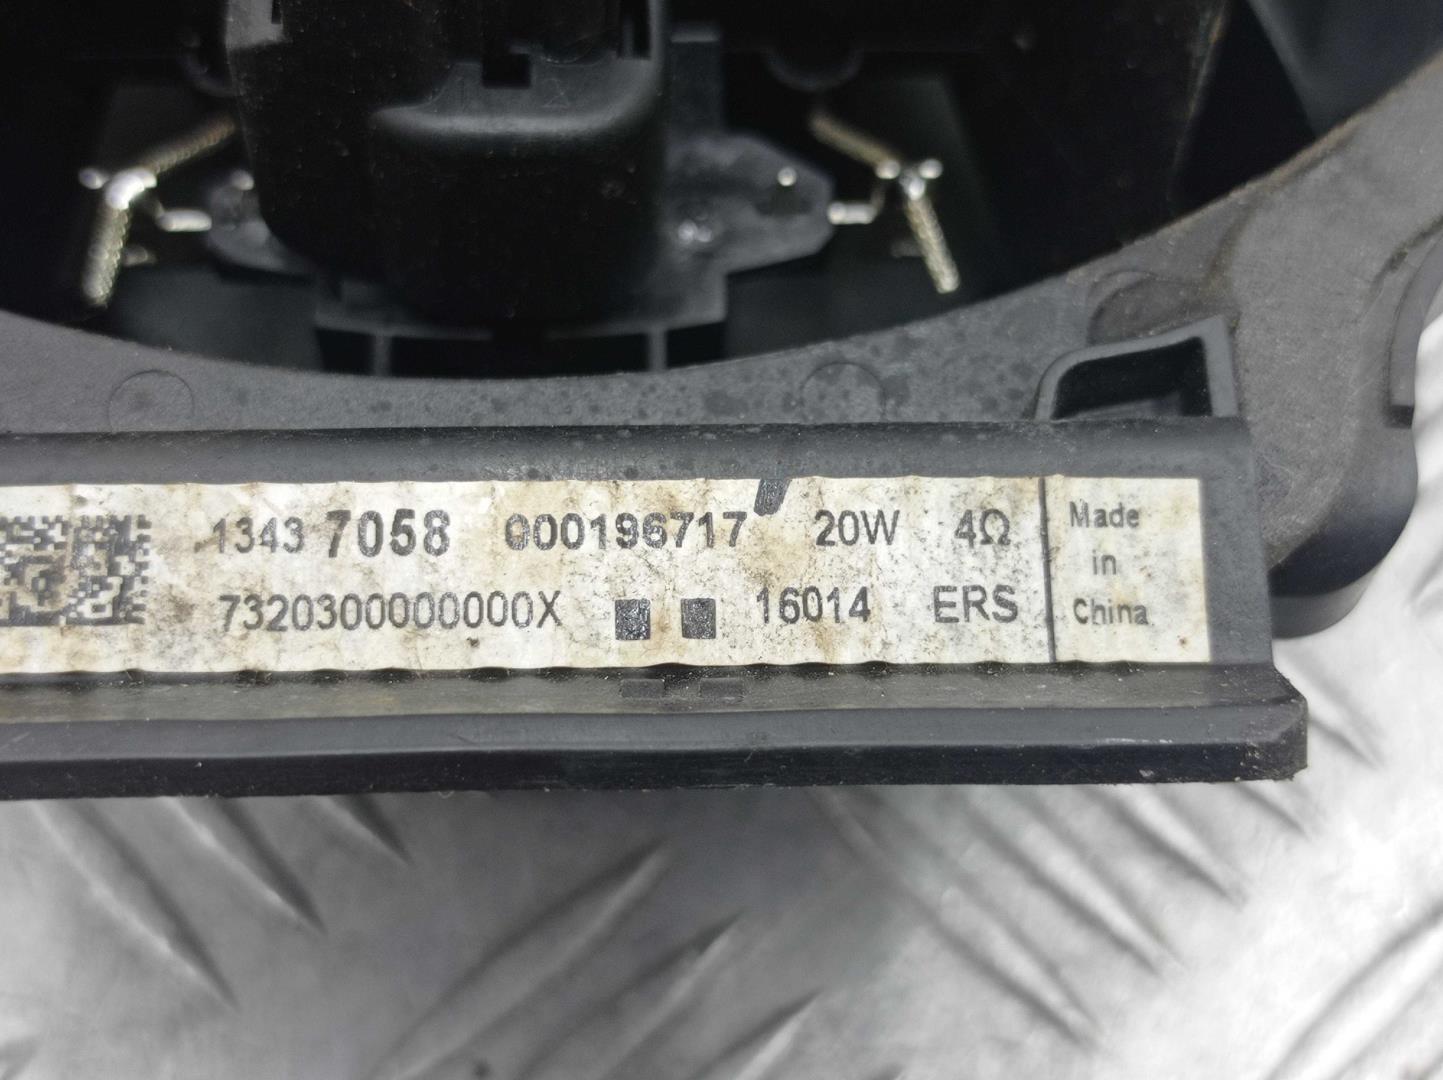 1343 7058 000196717 20W 4Ω
7320300000000X 16014 ERS
Made
in
China